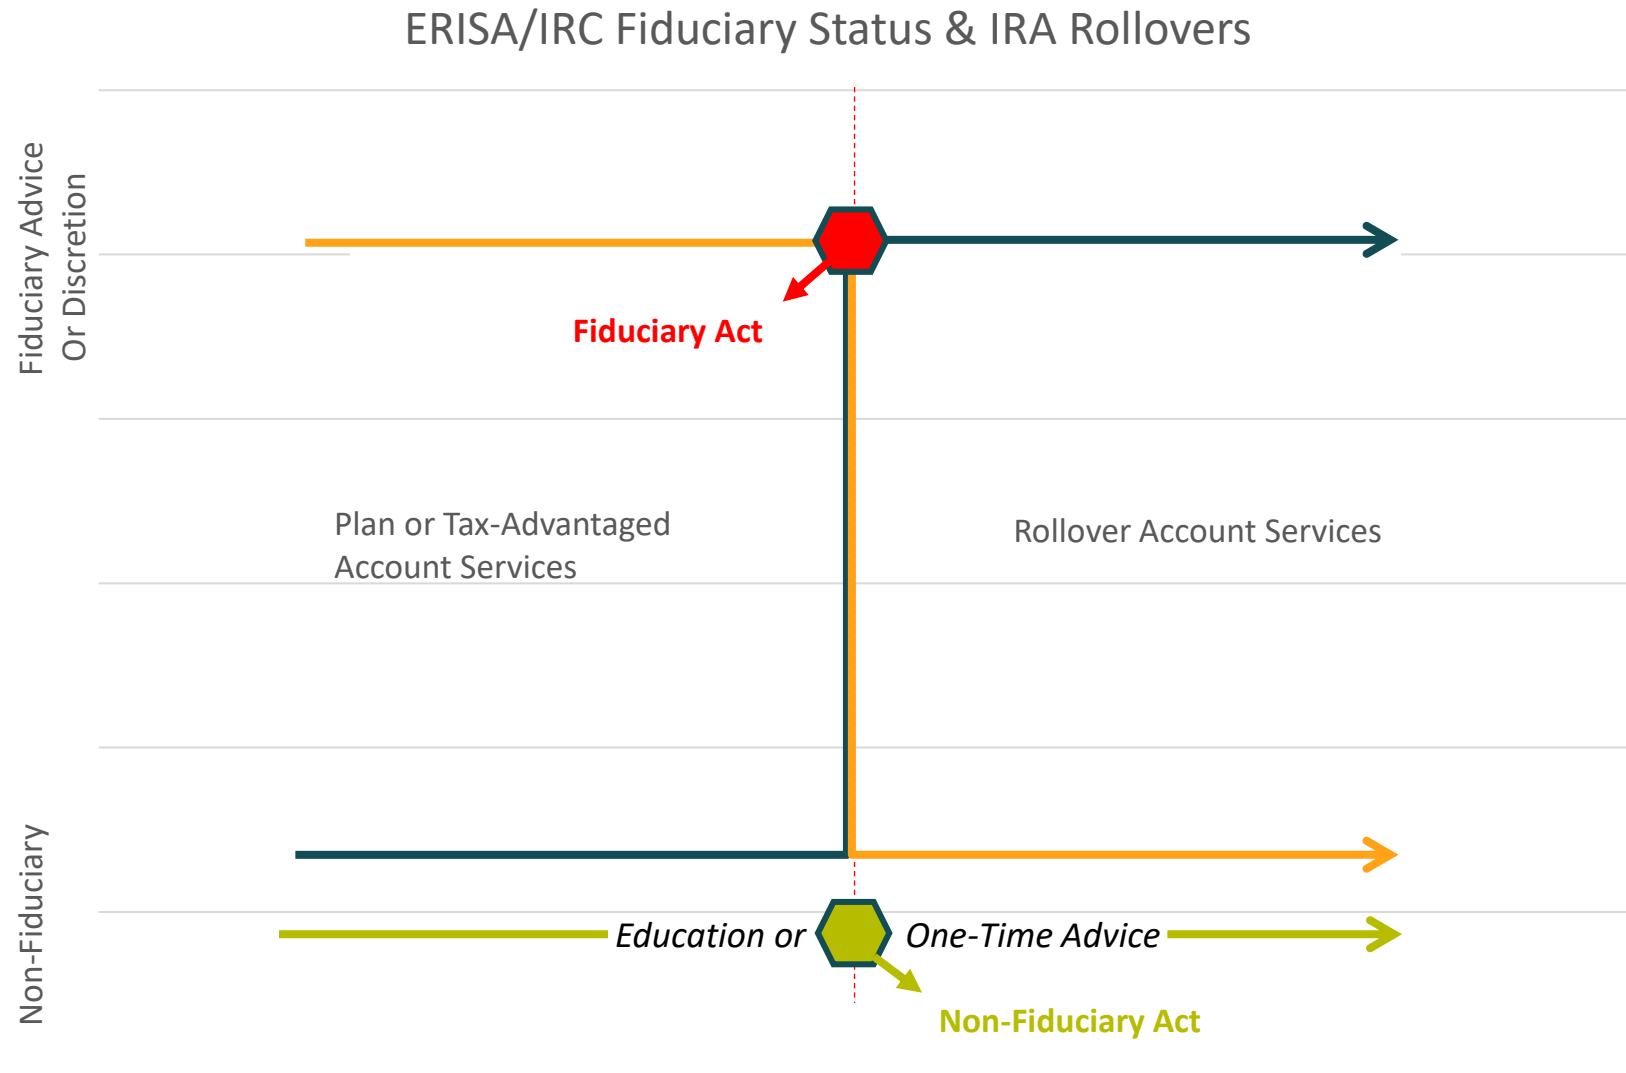 ERISA/IRC Fiduciary Status & IRA Rollovers
Fiduciary Advice
Or Discretion
Fiduciary Act
Plan or Tax-Advantaged
Account Services
Rollover Account Services
Non-Fiduciary
Education or
One-Time Advice
Non-Fiduciary Act